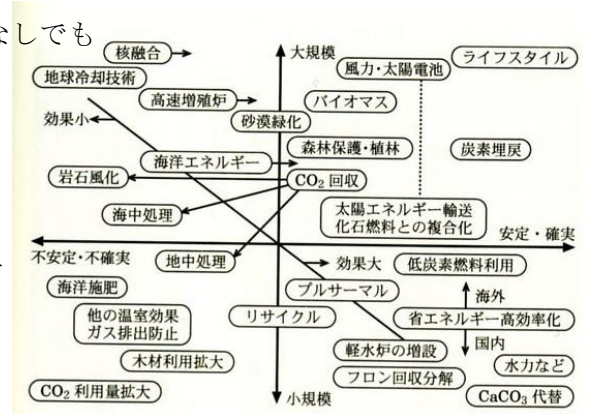 なしでも
核融合
大規模
ライフスタイル
風力・太陽電池
地球冷却技術
高速増殖炉
バイオマス
効果小
砂漠緑化
森林保護・植林
炭素埋戻
海洋エネルギー
岩石風化
CO₂ 回収
海中処理
太陽エネルギー輸送
化石燃料との複合化
安定・確実
不安定・不確実
地中処理
効果大
低炭素燃料利用
海洋施肥
プルサーマル
海外
他の温室効果
ガス排出防止
リサイクル
省エネルギー高効率化
木材利用拡大
軽水炉の増設
国内
水力など
フロン回収分解
CO₂ 利用量拡大
小規模
CaCO₃ 代替